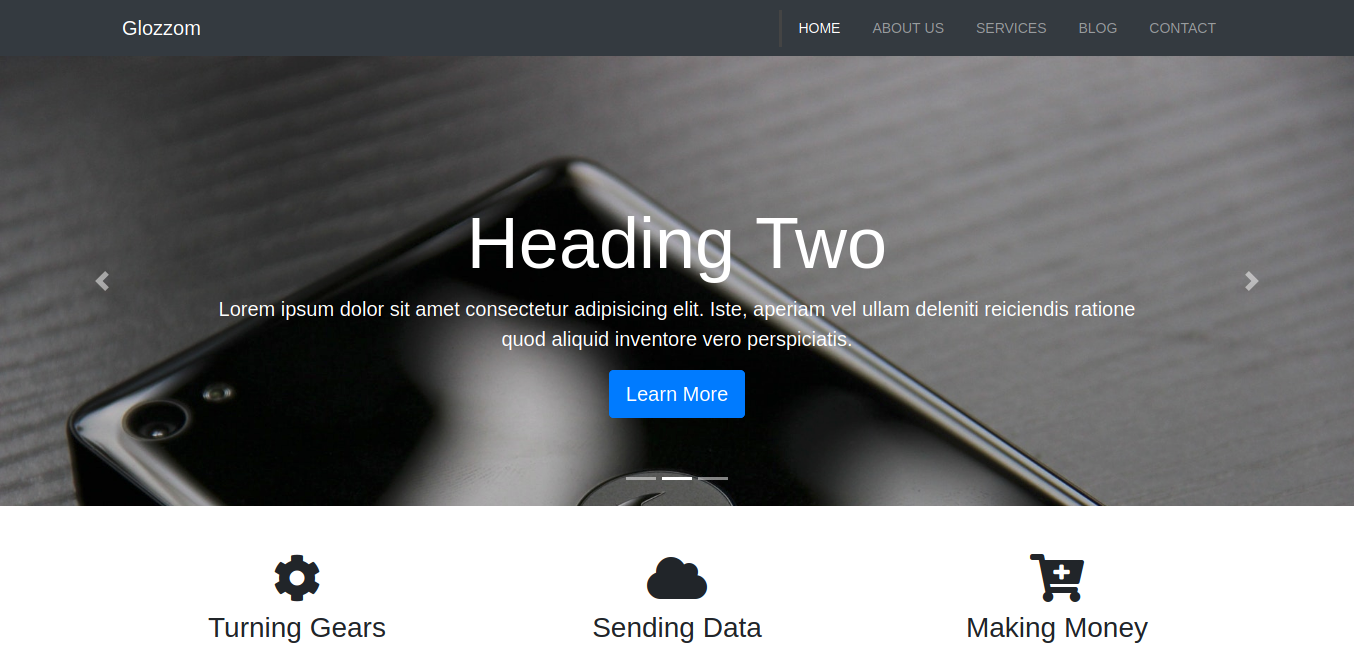 Glozzom
HOME ABOUT US SERVICES BLOG CONTACT
Heading Two
Lorem ipsum dolor sit amet consectetur adipisicing elit. Iste, aperiam vel ullam deleniti reiciendis ratione
quod aliquid inventore vero perspiciatis.
Learn More
Turning Gears
Sending Data
Making Money